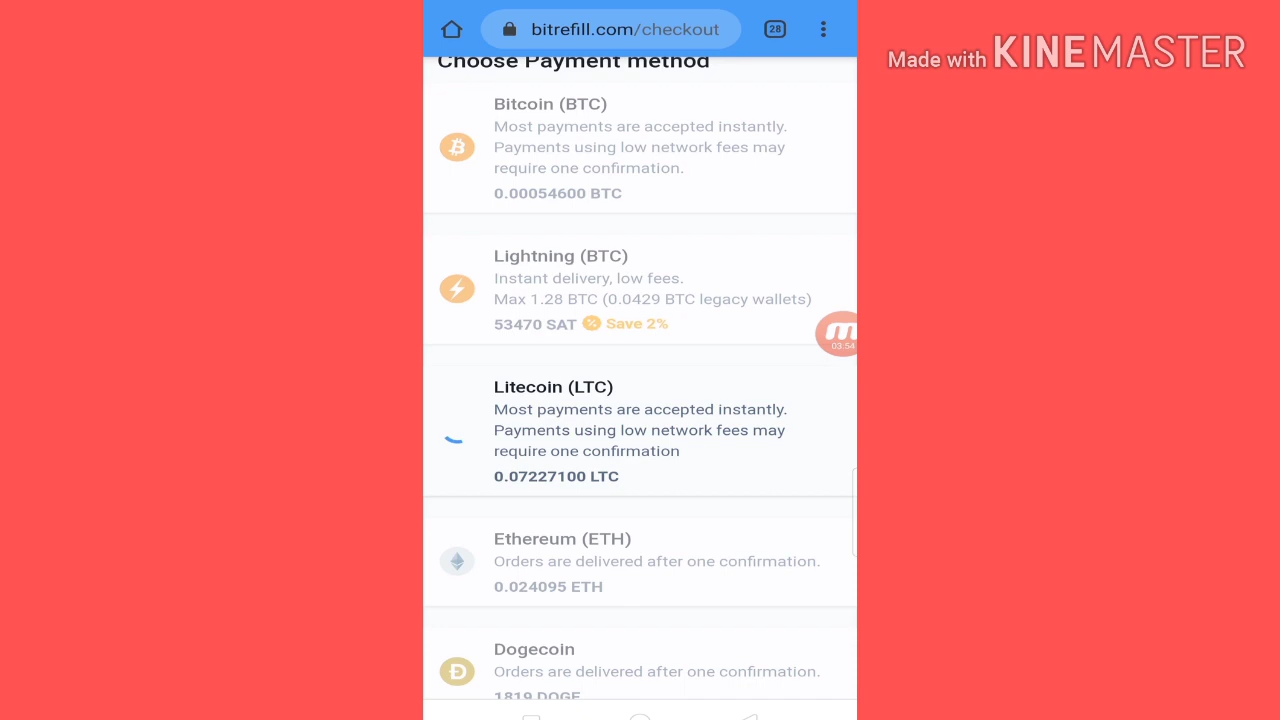 bitrefill.com/checkout
28
Made with KINEMASTER
Choose Payment method
Bitcoin (BTC)
Most payments are accepted instantly.
Payments using low network fees may
require one confirmation.
0.00054600 BTC
Lightning (BTC)
Instant delivery, low fees.
Max 1.28 BTC (0.0429 BTC legacy wallets)
53470 SAT Save 2%
03:54
Litecoin (LTC)
Most payments are accepted instantly.
Payments using low network fees may
require one confirmation
0.07227100 LTC
Ethereum (ETH)
Orders are delivered after one confirmation.
0.024095 ETH
Dogecoin
Orders are delivered after one confirmation.
1819 DOGE